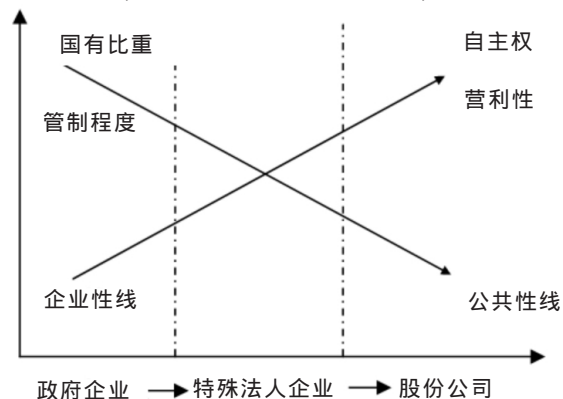 国有比重
自主权
营利性
管制程度
企业性线
公共性线
政府企业 特殊法人企业 股份公司